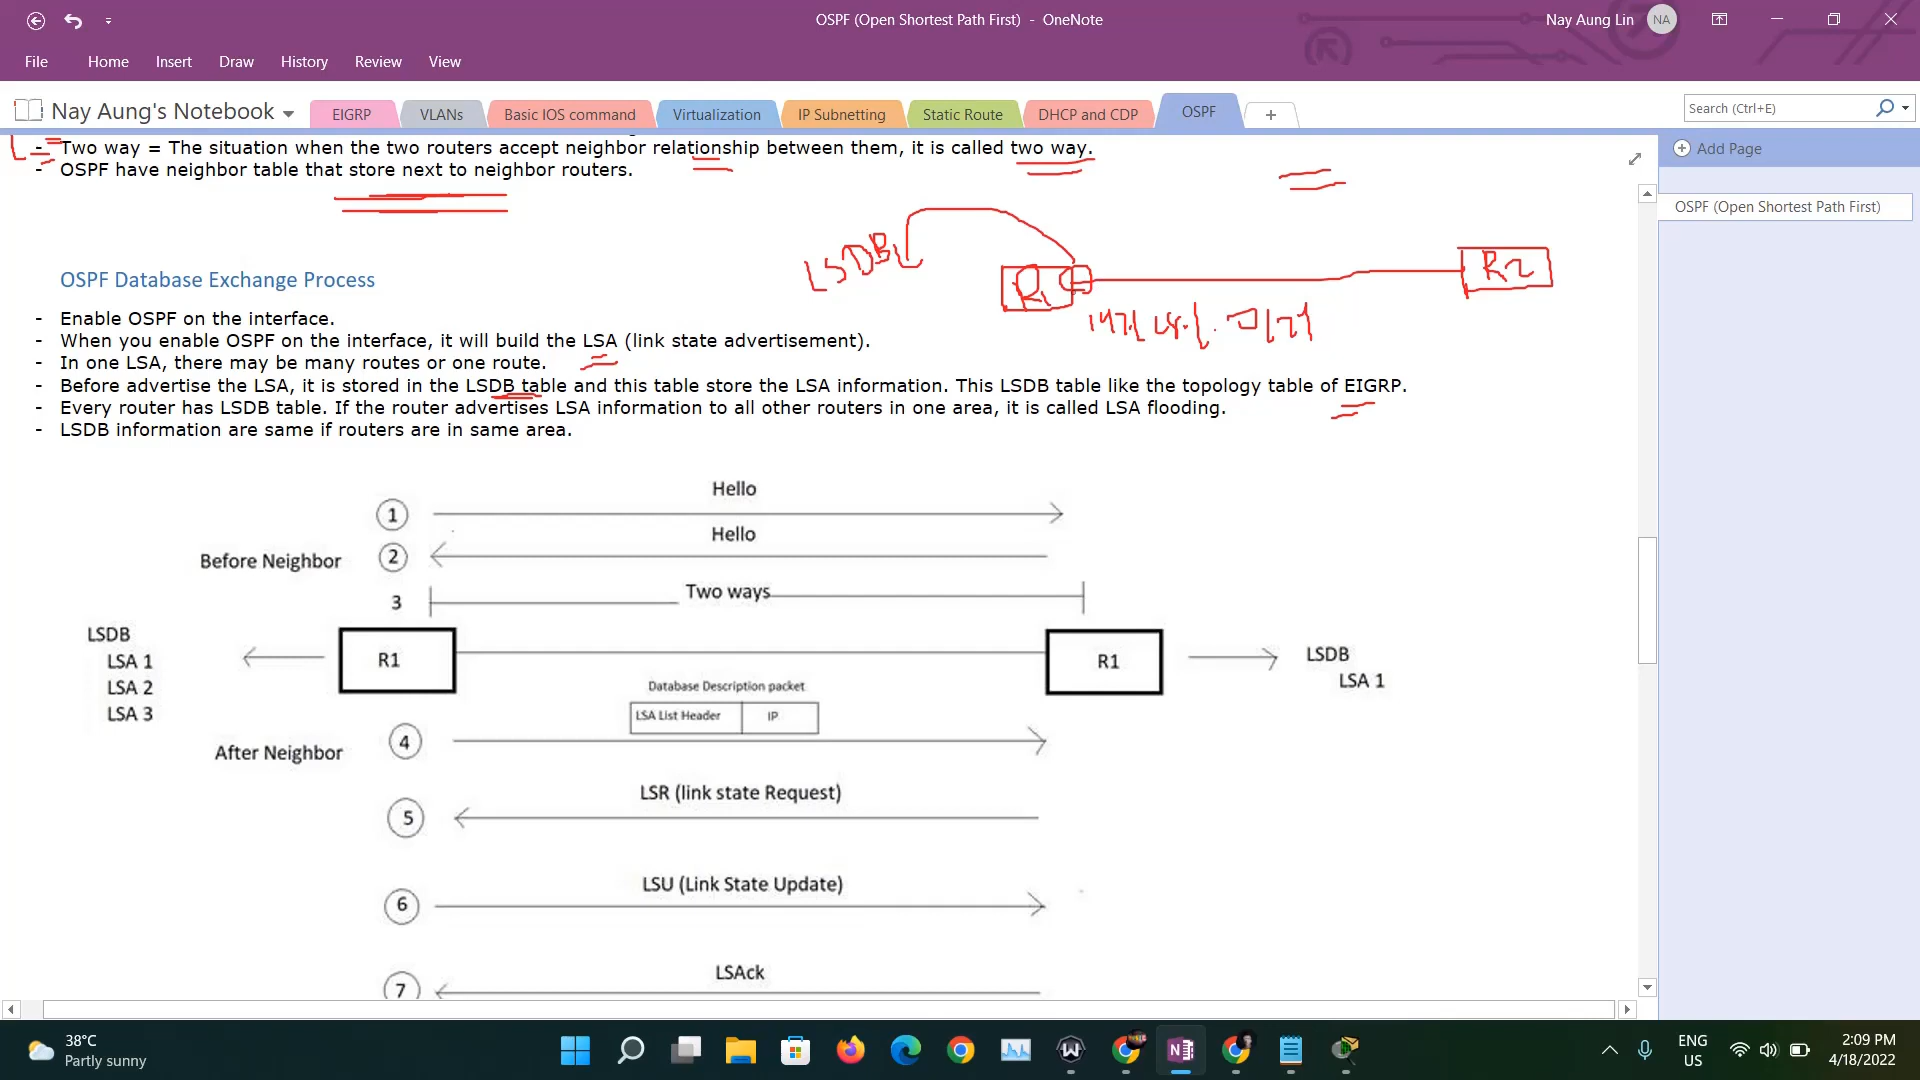 OSPF (Open Shortest Path First) - OneNote
Nay Aung Lin
NA
File Home Insert Draw History Review View
Nay Aung's Notebook
EIGRP VLANs Basic IOS command Virtualization IP Subnetting Static Route DHCP and CDP OSPF
Search (Ctrl+E)
Add Page
OSPF (Open Shortest Path First)
- Two way = The situation when the two routers accept neighbor relationship between them, it is called two way.
- OSPF have neighbor table that store next to neighbor routers.
LSDB
R1
R2
OSPF Database Exchange Process
- Enable OSPF on the interface.
- When you enable OSPF on the interface, it will build the LSA (link state advertisement).
- In one LSA, there may be many routes or one route.
- Before advertise the LSA, it is stored in the LSDB table and this table store the LSA information. This LSDB table like the topology table of EIGRP.
- Every router has LSDB table. If the router advertises LSA information to all other routers in one area, it is called LSA flooding.
- LSDB information are same if routers are in same area.
Hello
1
Hello
Before Neighbor
2
Two ways
3
LSDB
LSA 1
LSA 2
LSA 3
R1
R1
LSDB
LSA 1
Database Description packet
LSA List Header IP
After Neighbor
4
LSR (link state Request)
5
LSU (Link State Update)
6
LSAck
7
38°C
Partly sunny
ENG
US
2:09 PM
4/18/2022